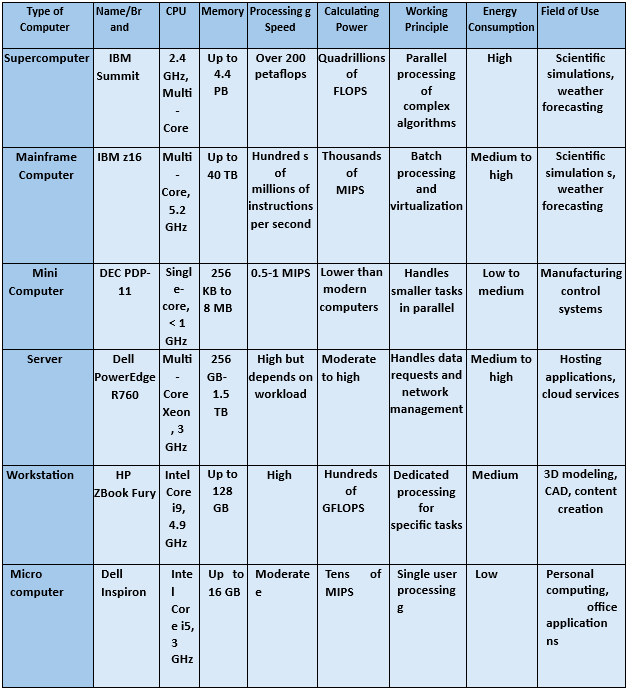 Type of
Computer
Name/Br
and
CPU
Memory
Processing g
Speed
Calculating
Power
Working
Principle
Energy
Consumption
Field of Use
Supercomputer
IBM
Summit
2.4
GHz,
Multi
-
Core
Up to
4.4
PB
Over 200
petaflops
Quadrillions
of
FLOPS
Parallel
processing
of
complex
algorithms
High
Scientific
simulations,
weather
forecasting
Mainframe
Computer
IBM z16
Multi
-
Core,
5.2
GHz
Up to
40 TB
Hundred s
of
millions of
instructions
per second
Thousands
of
MIPS
Batch
processing
and
virtualization
Medium to
high
Scientific
simulation s,
weather
forecasting
Mini
Computer
DEC PDP-
11
Singl
e-
core,
< 1
GHz
256
KB to
8 MB
0.5-1 MIPS
Lower than
modern
computers
Handles
smaller tasks
in parallel
Low to
medium
Manufacturing
control
systems
Server
Dell
PowerEdge
R760
Multi
-
Core
Xeon
, 3
GHz
256
GB-
1.5
TB
High but
depends on
workload
Moderate
to high
Handles data
requests and
network
management
Medium to
high
Hosting
applications,
cloud services
Workstation
HP
ZBook Fury
Intel
Core
i9,
4.9
GHz
Up to
128
GB
High
Hundreds
of
GFLOPS
Dedicated
processing
for
specific tasks
Medium
3D modeling,
CAD, content
creation
Micro
computer
Dell
Inspiron
Inte
l
Cor
e i5,
3
GHz
Up to
16 GB
Moderate
e
Tens of
MIPS
Single user
processing
g
Low
Personal
computing,
office
application
ns